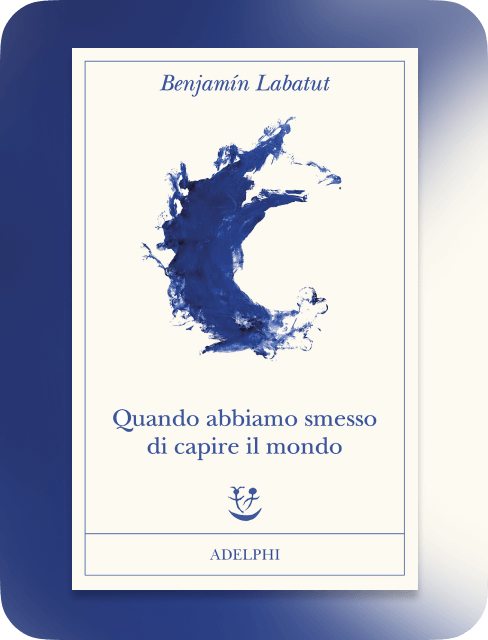 Benjamín Labatut
Quando abbiamo smesso
di capire il mondo
ADELPHI